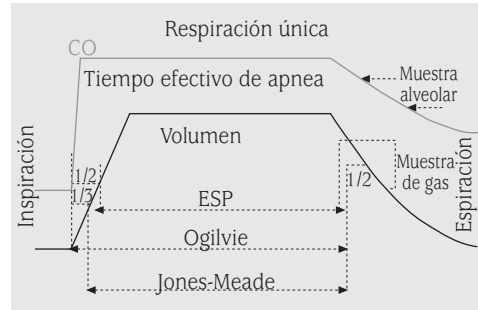 Respiración única
CO
Tiempo efectivo de apnea
Muestra
alveolar
Volumen
Inspiración
Espiración
1/2
1/3
1/2
Muestra
de gas
ESP
Ogilvie
Jones-Meade